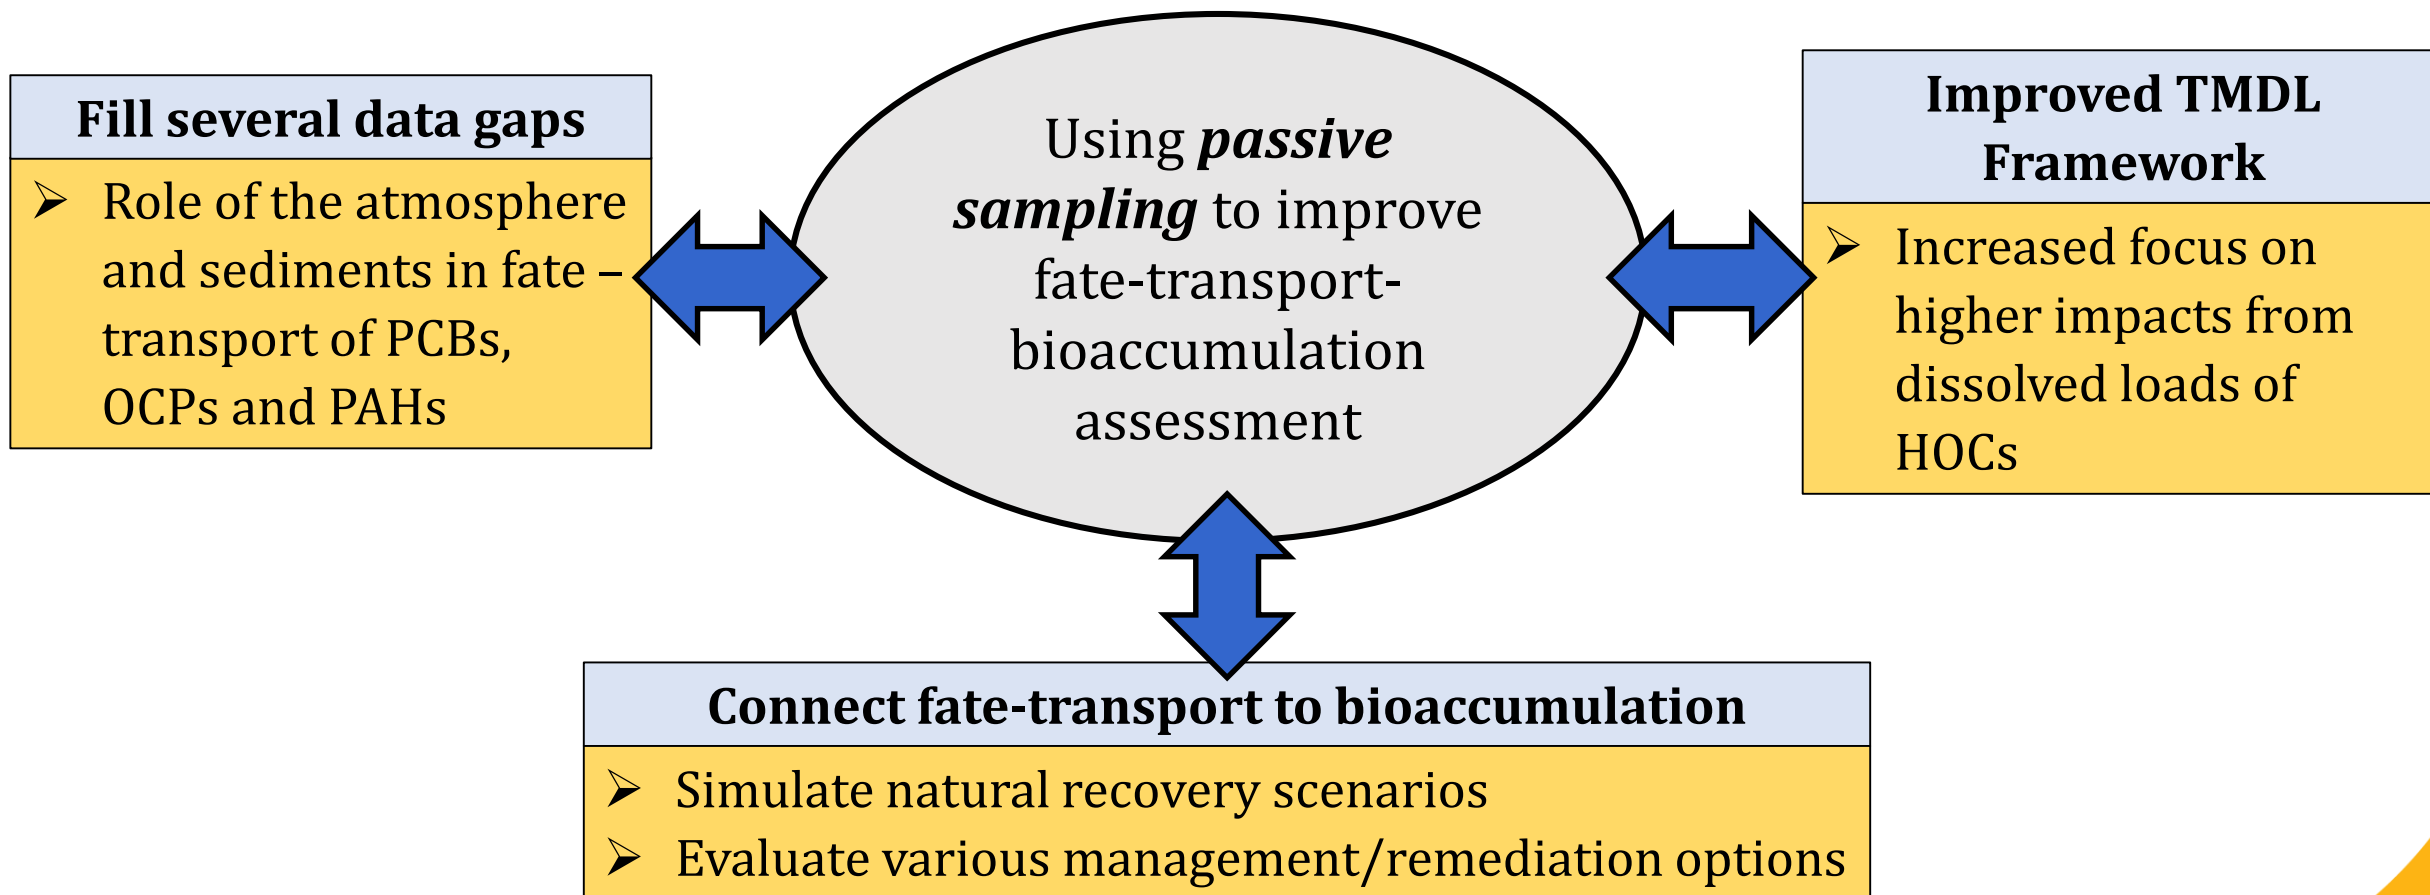 Fill several data gaps
➢ Role of the atmosphere
and sediments in fate –
transport of PCBs,
OCPs and PAHs
Using passive
sampling to improve
fate-transport-
bioaccumulation
assessment
Improved TMDL
Framework
➢ Increased focus on
higher impacts from
dissolved loads of
HOCs
Connect fate-transport to bioaccumulation
➢ Simulate natural recovery scenarios
➢ Evaluate various management/remediation options